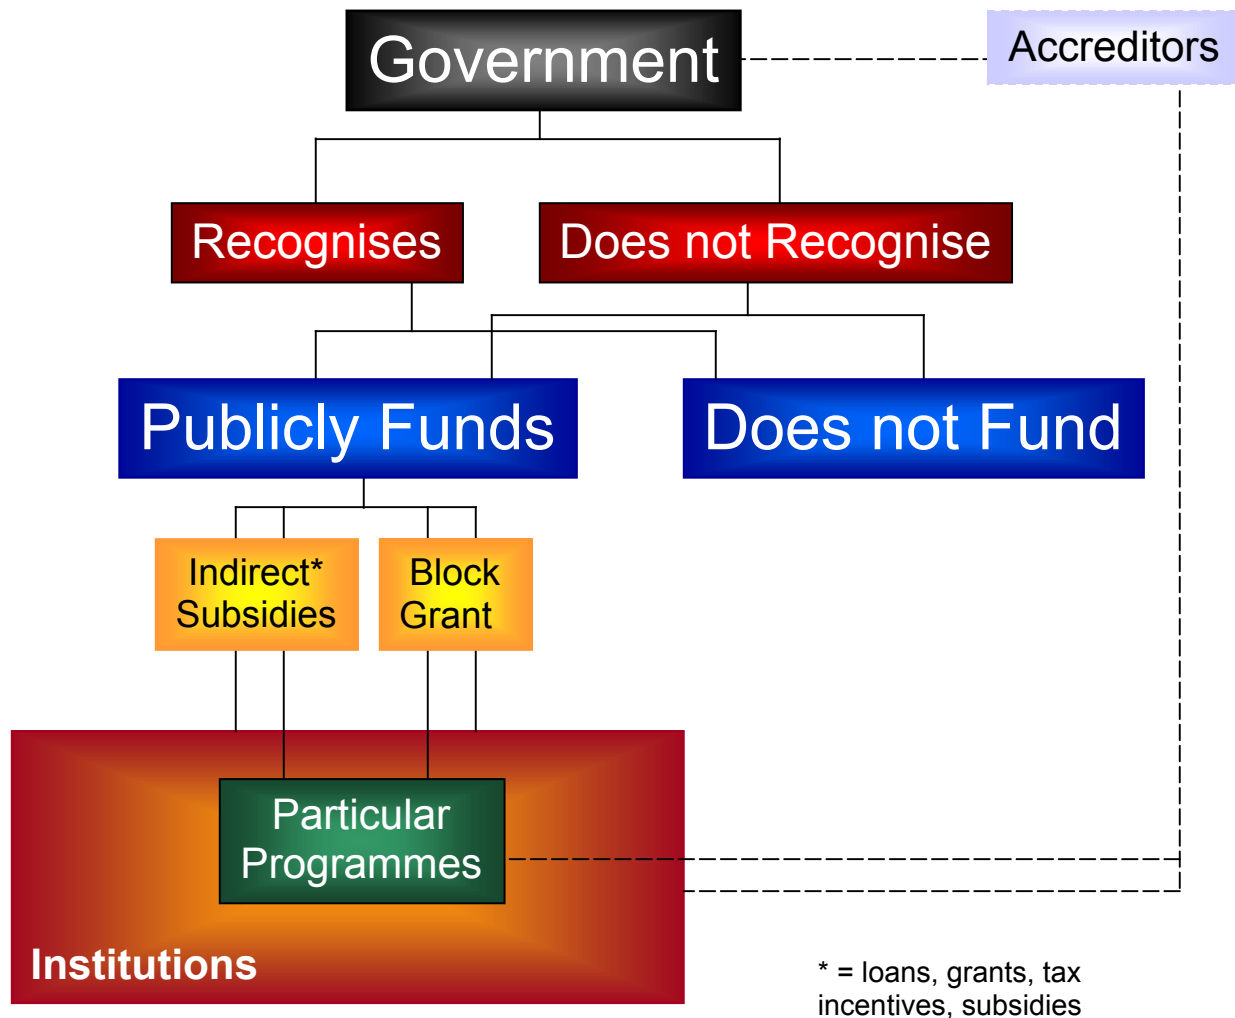 Government
Accreditors
Recognises
Does not Recognise
Publicly Funds
Does not Fund
Indirect*
Subsidies
Block
Grant
Particular
Programmes
Institutions
* = loans, grants, tax
incentives, subsidies